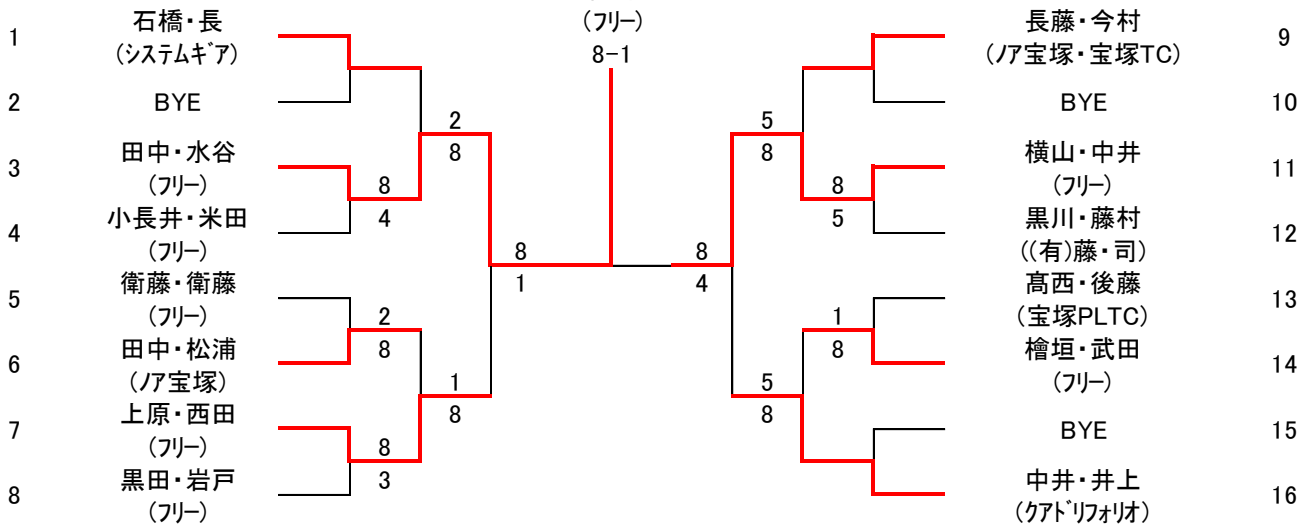 (フリー)
8-1
1
石橋・長
(システムギア)
2
BYE
3
田中・水谷
(フリー)
4
小長井・米田
(フリー)
5
衛藤・衛藤
(フリー)
6
田中・松浦
(ノア宝塚)
7
上原・西田
(フリー)
8
黒田・岩戸
(フリー)
2
8
8
4
2
8
1
8
8
3
8
1
8
4
5
8
8
5
1
8
5
8
長藤・今村
(ノア宝塚・宝塚TC)
9
BYE
10
横山・中井
(フリー)
11
黒川・藤村
((有)藤・司)
12
髙西・後藤
(宝塚PLTC)
13
檜垣・武田
(フリー)
14
BYE
15
中井・井上
(クアドリフォリオ)
16